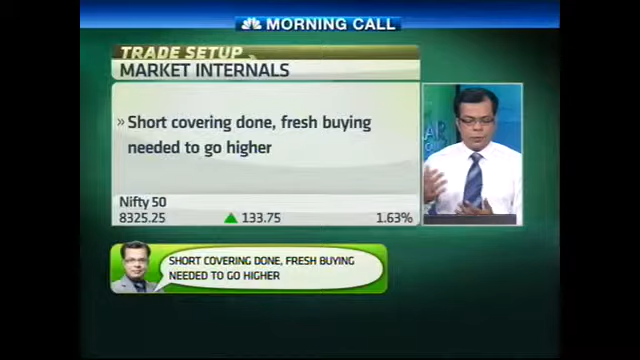 MORNING CALL
TRADE SETUP
MARKET INTERNALS
» Short covering done, fresh buying
needed to go higher
Nifty 50
8325.25 ▲ 133.75 1.63%
SHORT COVERING DONE, FRESH BUYING
NEEDED TO GO HIGHER